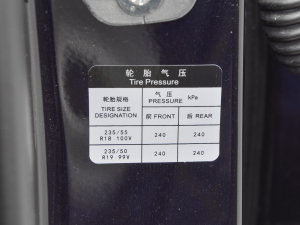 轮 胎 气 压
Tire Pressure
轮胎规格
TIRE SIZE
DESIGNATION
气 压
PRESSURE kPa
前 FRONT
后 REAR
235/55
R18 100V
240
240
235/50
R19 99V
240
240